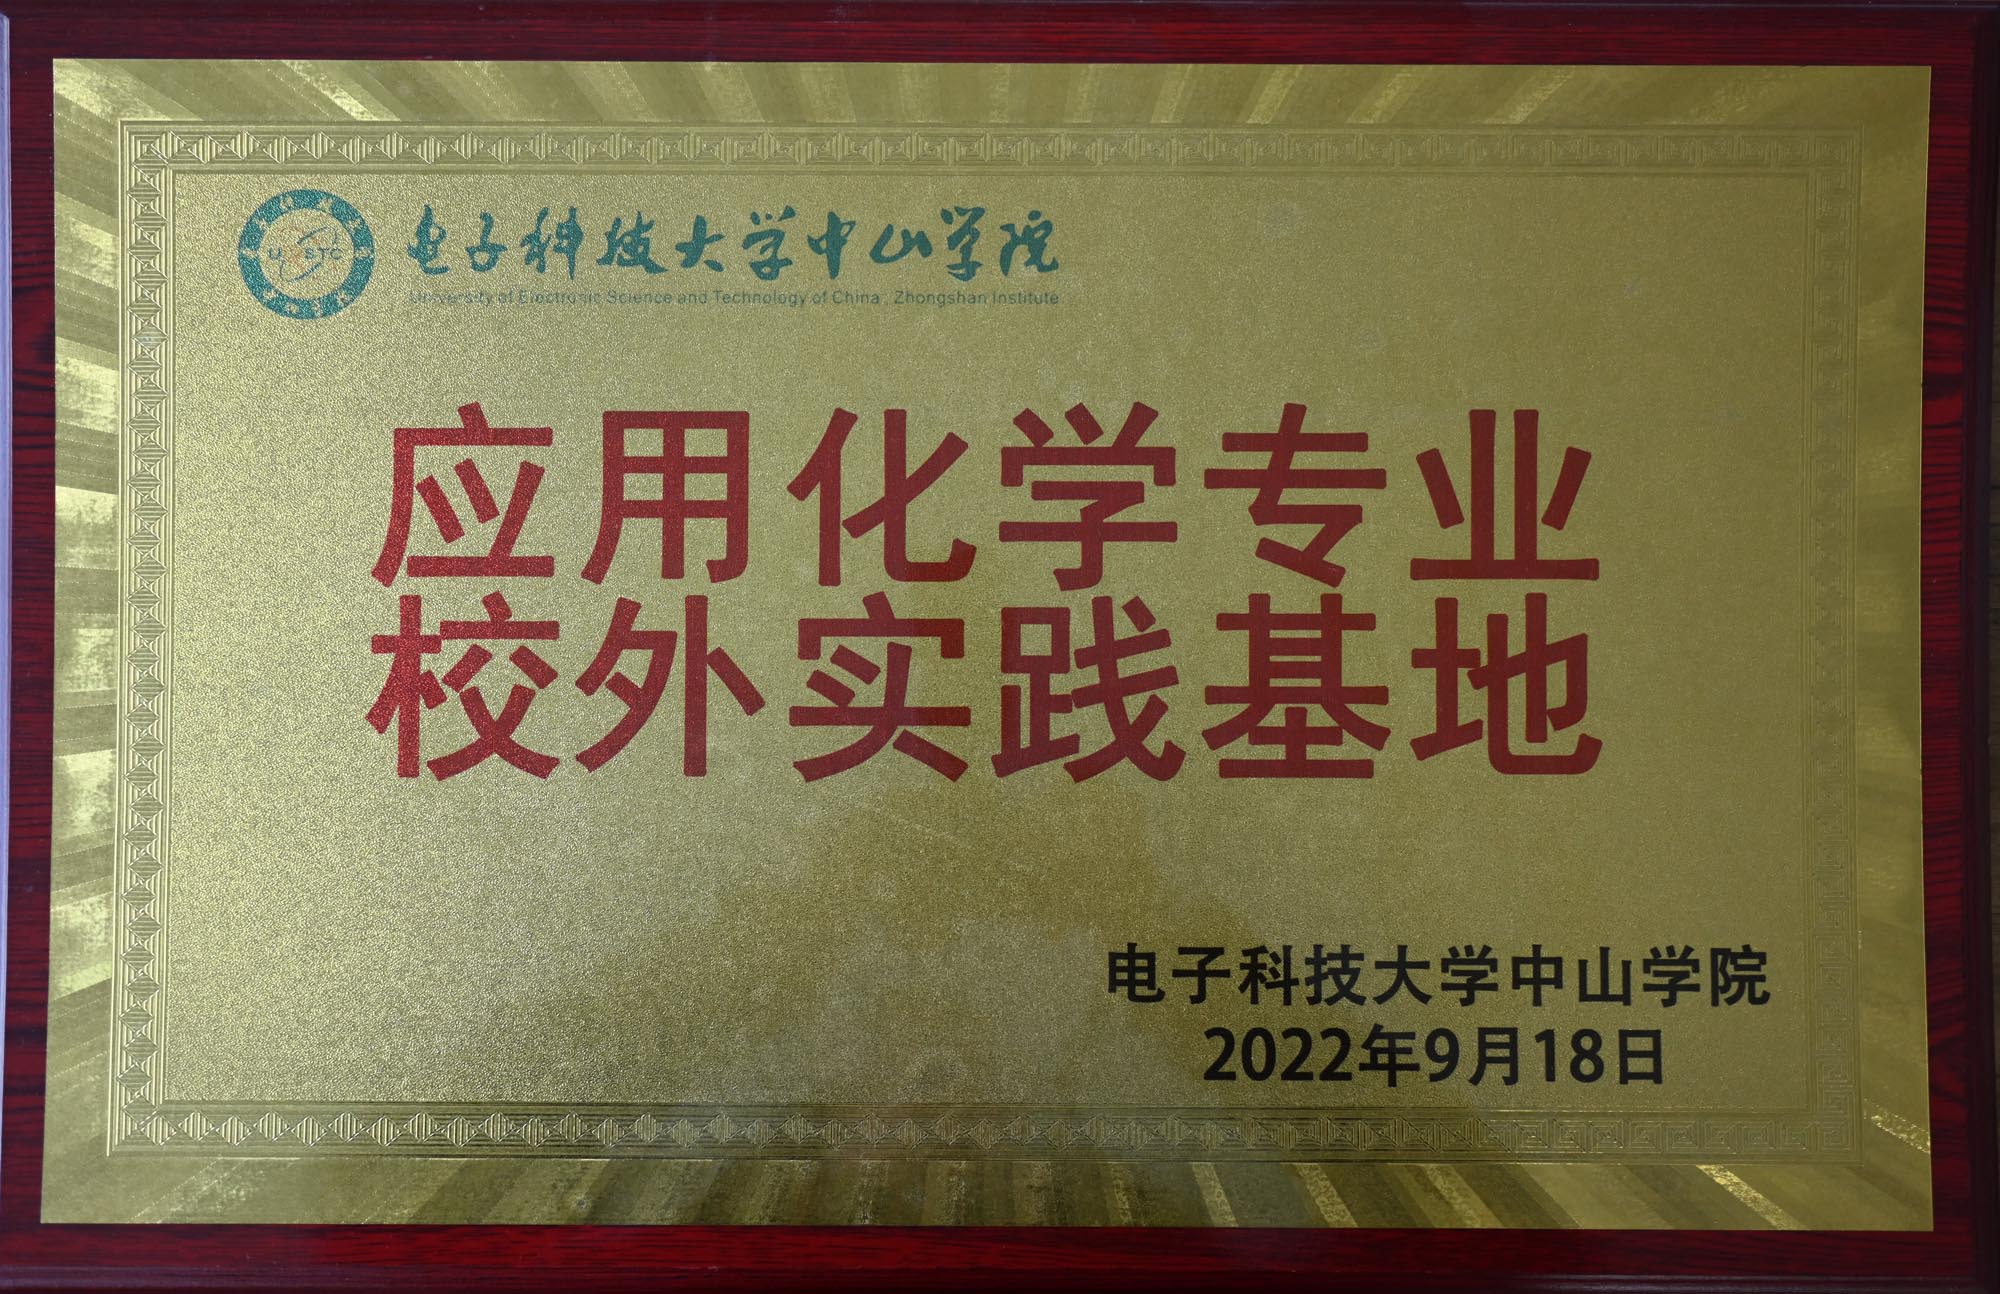 电子科技大学中山学院
University of Electronic Science and Technology of China, Zhongshan Institute
应用化学专业
校外实践基地
电子科技大学中山学院
2022年9月18日